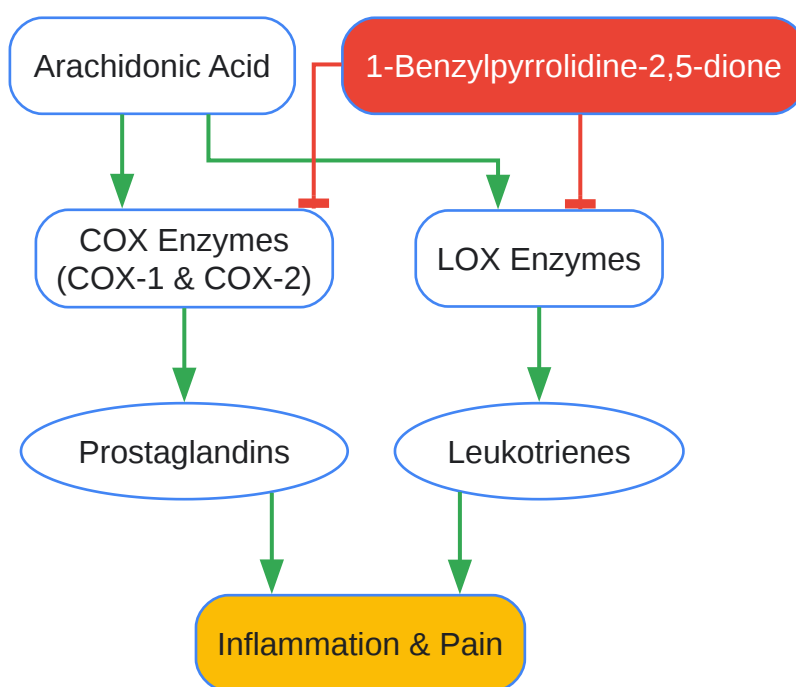 Arachidonic Acid
1-Benzylpyrrolidine-2,5-dione
COX Enzymes
(COX-1 & COX-2)
LOX Enzymes
Prostaglandins
Leukotrienes
Inflammation & Pain